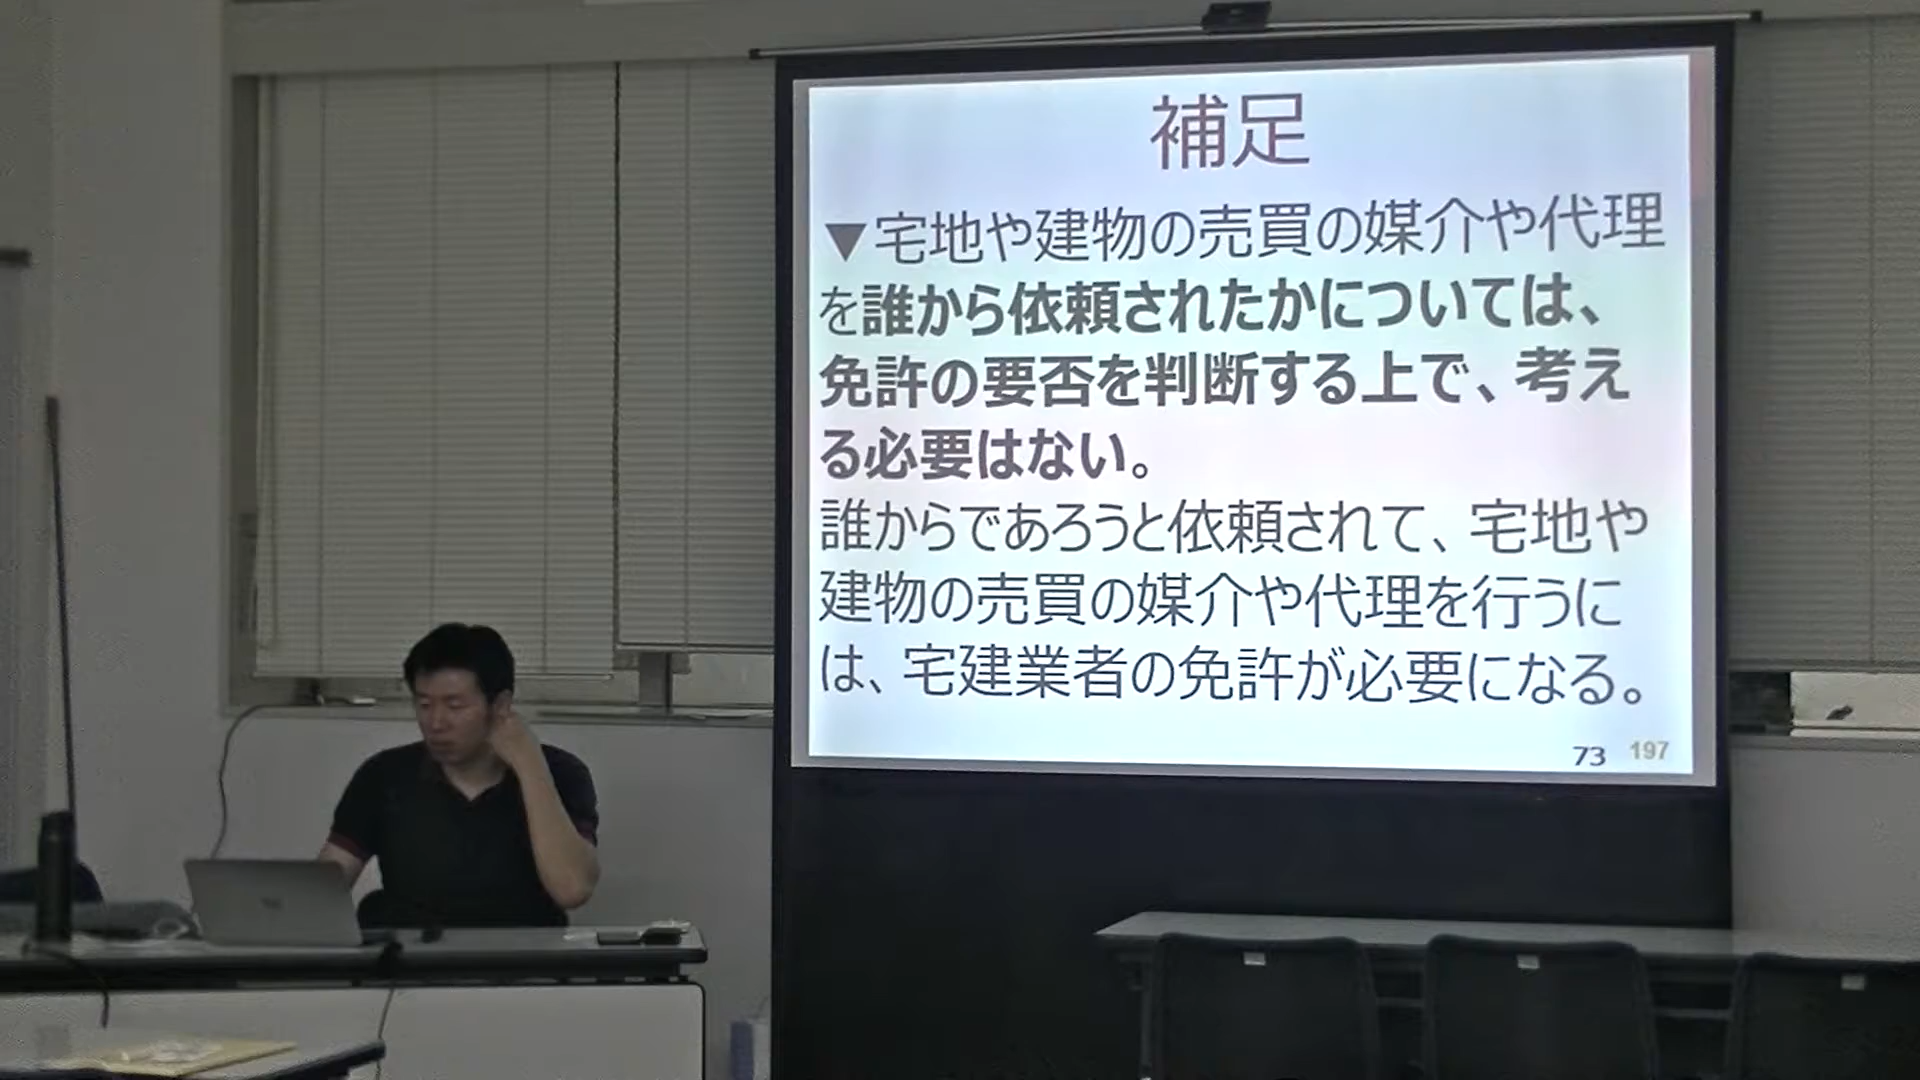 補足
▼宅地や建物の売買の媒介や代理
を誰から依頼されたかについては、
免許の要否を判断する上で、考え
る必要はない。
誰からであろうと依頼されて、宅地や
建物の売買の媒介や代理を行うに
は、宅建業者の免許が必要になる。
73 197